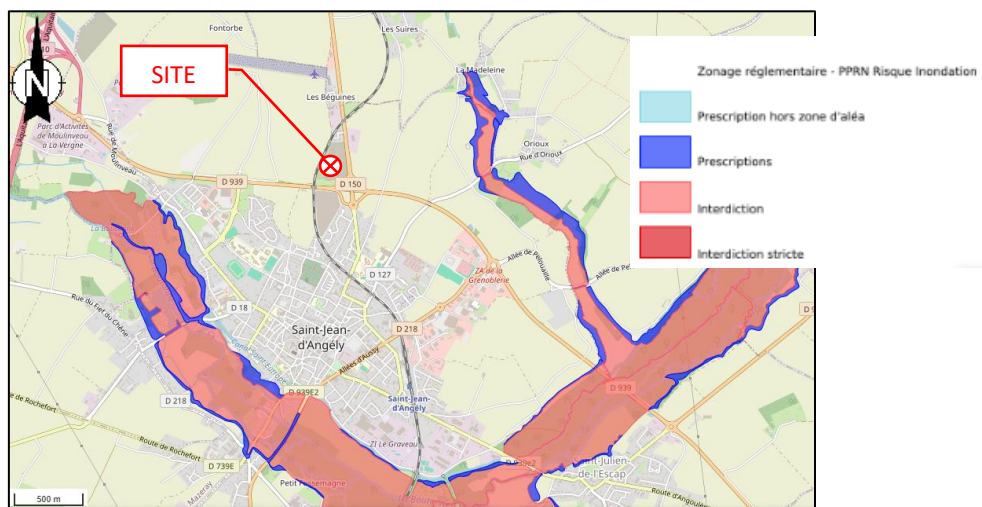 Fontorbe
Les Suires
L'Aquitaine
N
SITE
La Madeleine
Les Béguines
Parc d'Activités
de Moulinveau
a La Vergne
Rue de Moulinveau
Orioux
Rue d'Orioux
D 939
D 150
D 127
Allée de Pelouaille
ZA de la
Grenoblerie
Rue du Fief du Chêne
D 18
Saint-Jean-
d'Angély
D 218
Allées d'Aussy
D 939E2
D 939
Saint-Jean-
d'Angély
D 218
ZI Le Graveau
Route de Rochefort
D 739E
Mazeray
D 939E2
Saint-Julien-
de-l'Escap
Route d'Angoulême
500 m
Zonage réglementaire - PPRN Risque Inondation
Prescription hors zone d'aléa
Prescriptions
Interdiction
Interdiction stricte